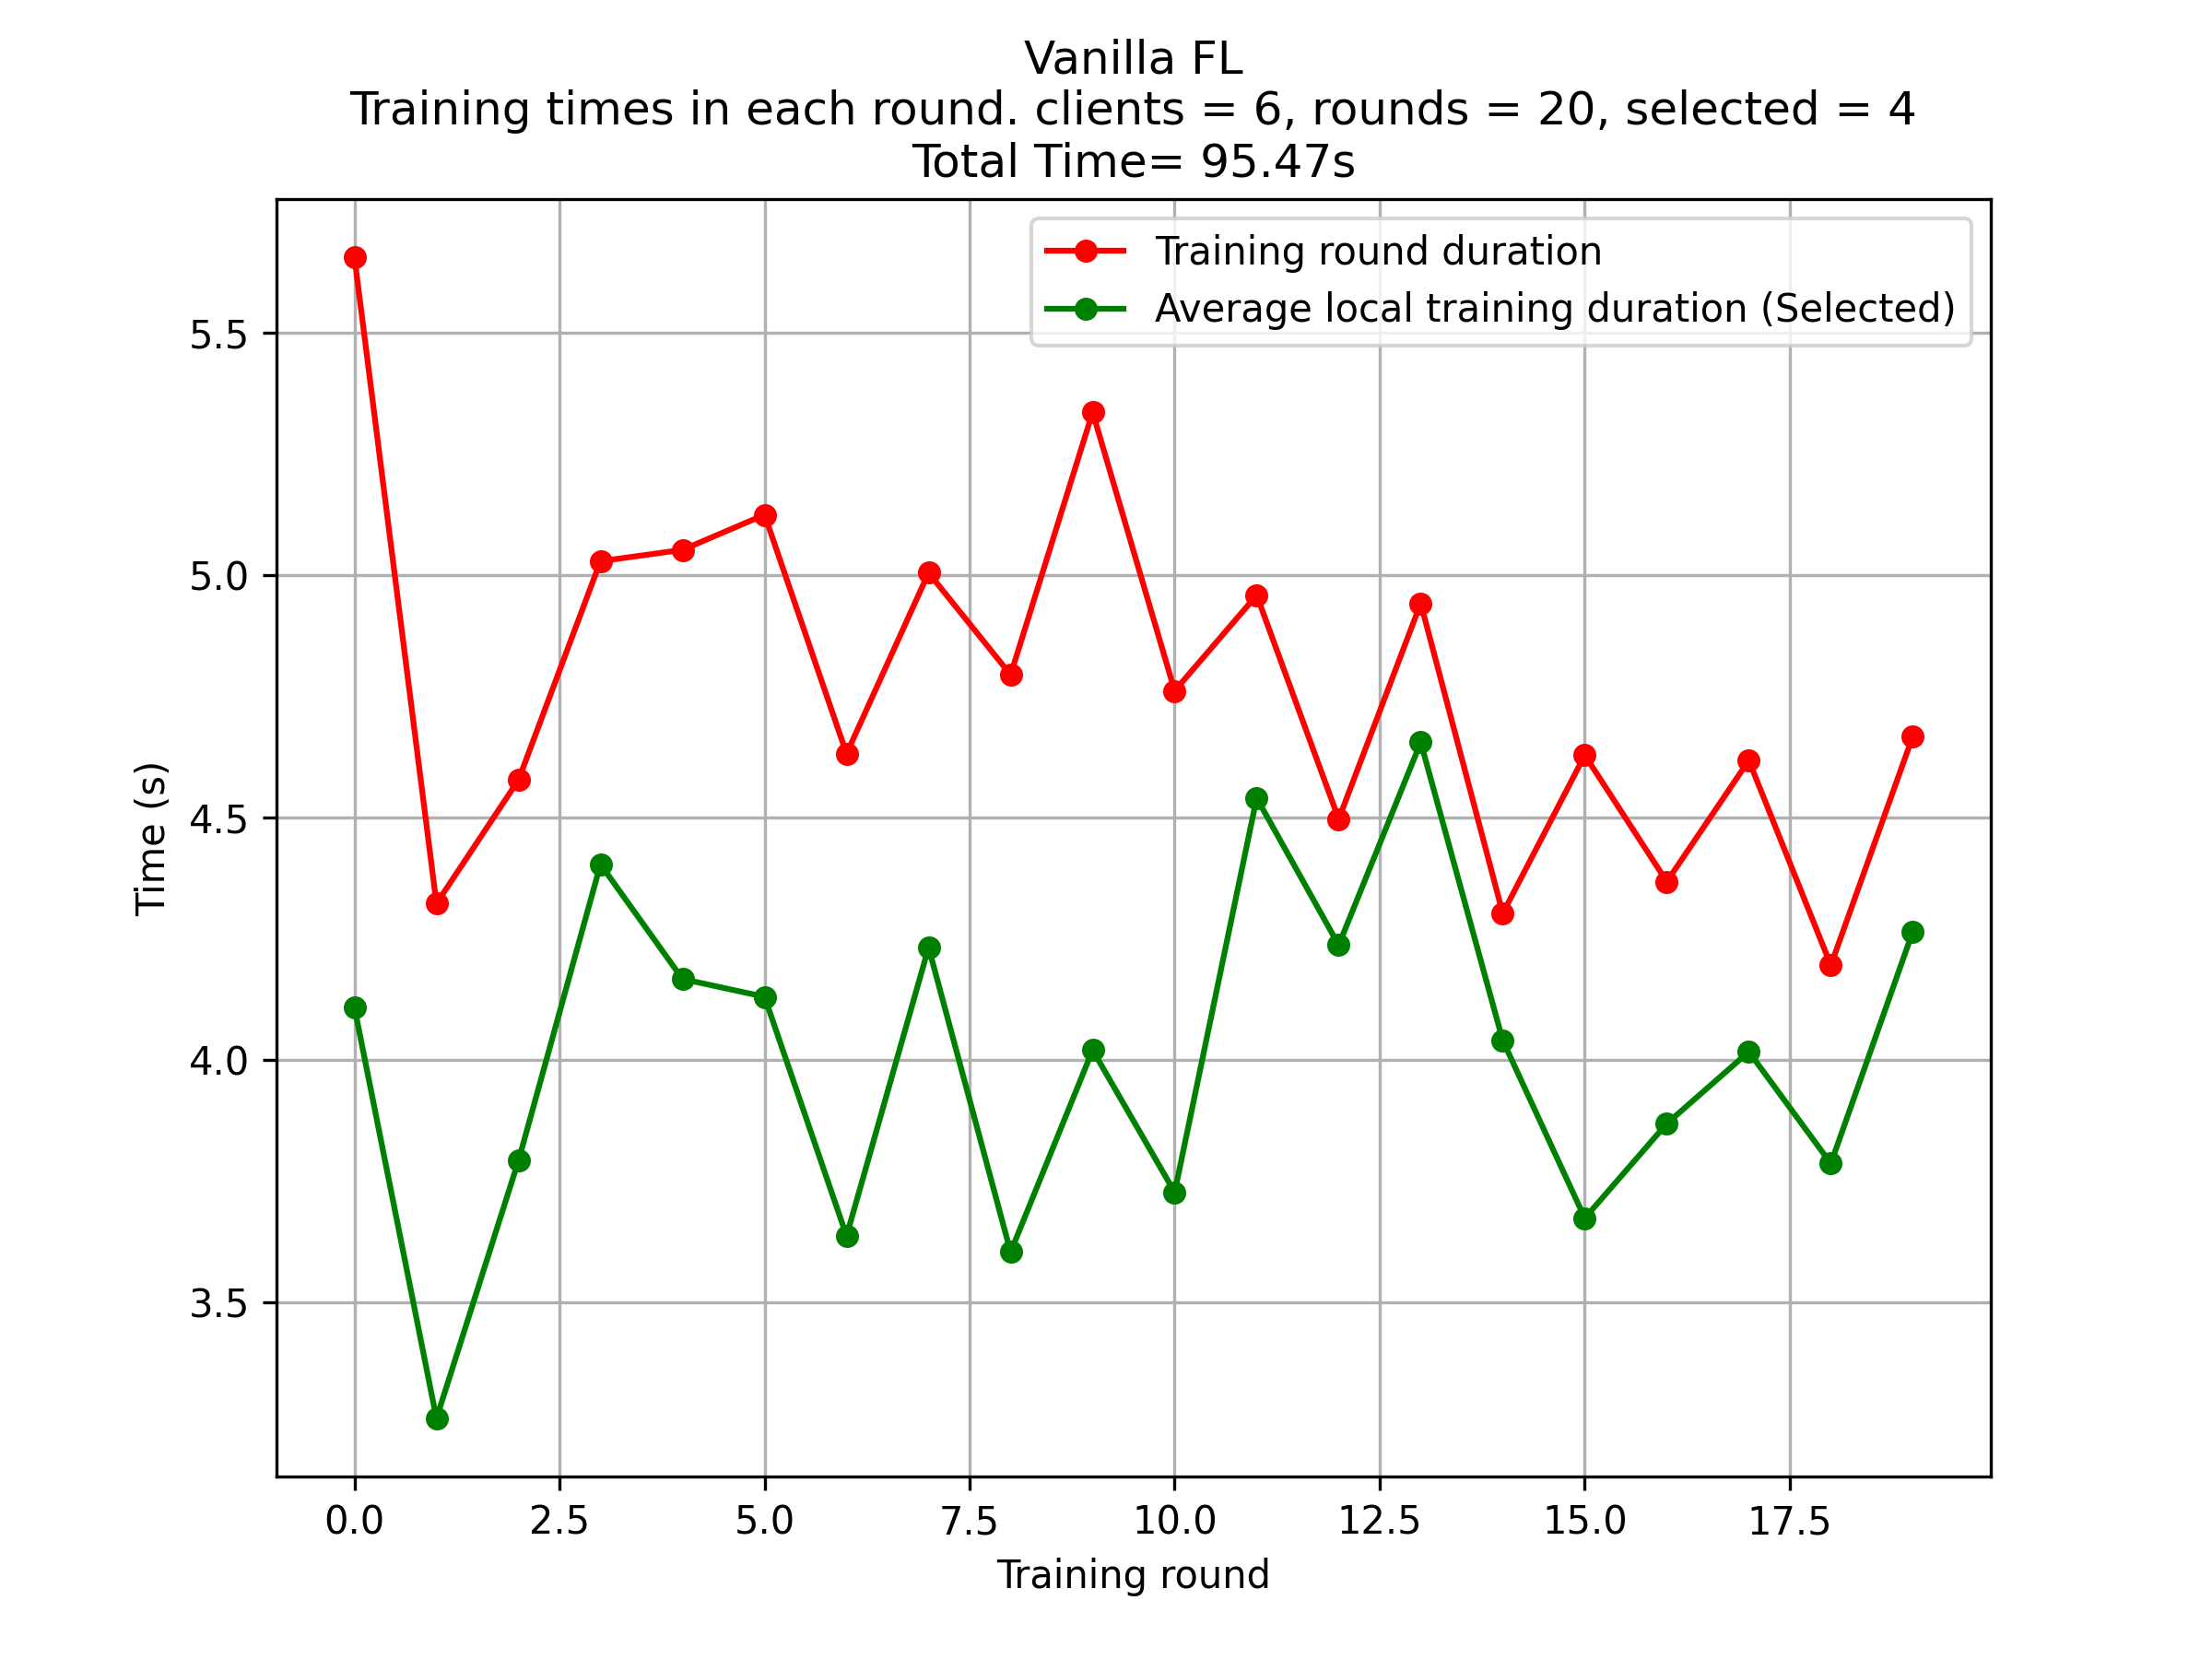 Vanilla FL
Training times in each round. clients = 6, rounds = 20, selected = 4
Total Time= 95.47s
Training round duration
Average local training duration (Selected)
5.5
5.0
4.5
4.0
3.5
Time (s)
0.0 2.5 5.0 7.5 10.0 12.5 15.0 17.5
Training round